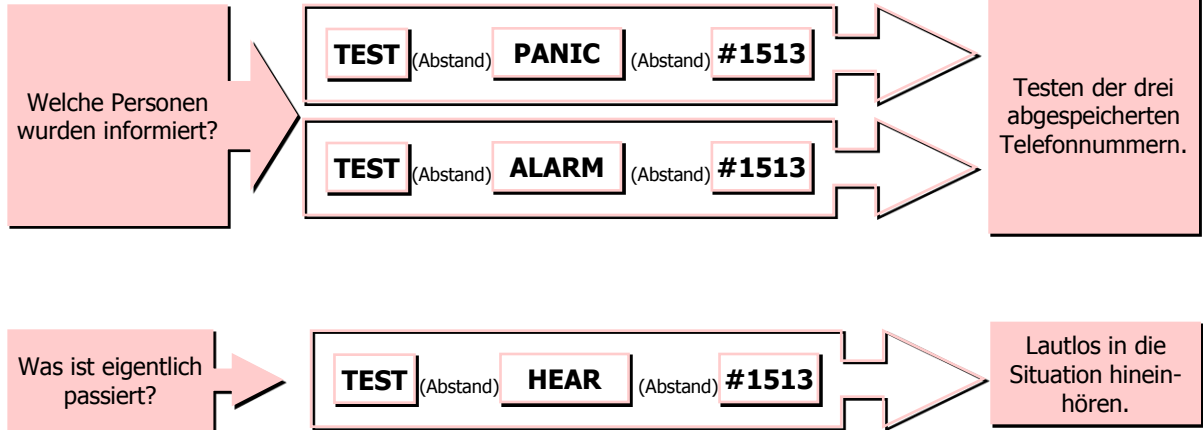 Welche Personen
wurden informiert?
TEST (Abstand) PANIC (Abstand) #1513
TEST (Abstand) ALARM (Abstand) #1513
Testen der drei
abgespeicherten
Telefonnummern.
Was ist eigentlich
passiert?
TEST (Abstand) HEAR (Abstand) #1513
Lautlos in die
Situation hinein-
hören.